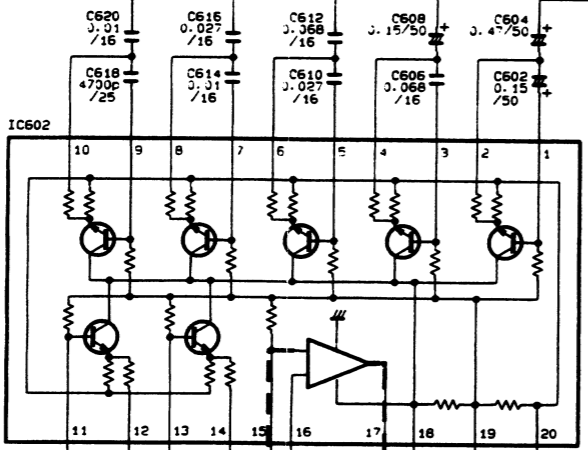 C620
0.01
/16
C616
0.027
/16
C612
0.068
/16
C608
0.15/50
+
C604
0.47/50
+
C618
4700p
/25
C614
0.01
/16
C610
0.027
/16
C606
0.068
/16
C602
0.15
/50
+
IC602
10 9 8 7 6 5 4 3 2 1
11 12 13 14 15 16 17 18 19 20